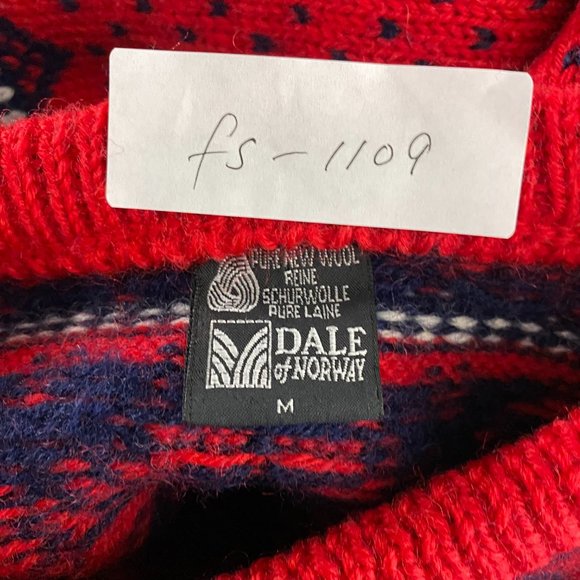 fs-1109
PURE NEW WOOL
REINE
SCHURWOLLE
PURE LAINE
DALE
of NORWAY
M